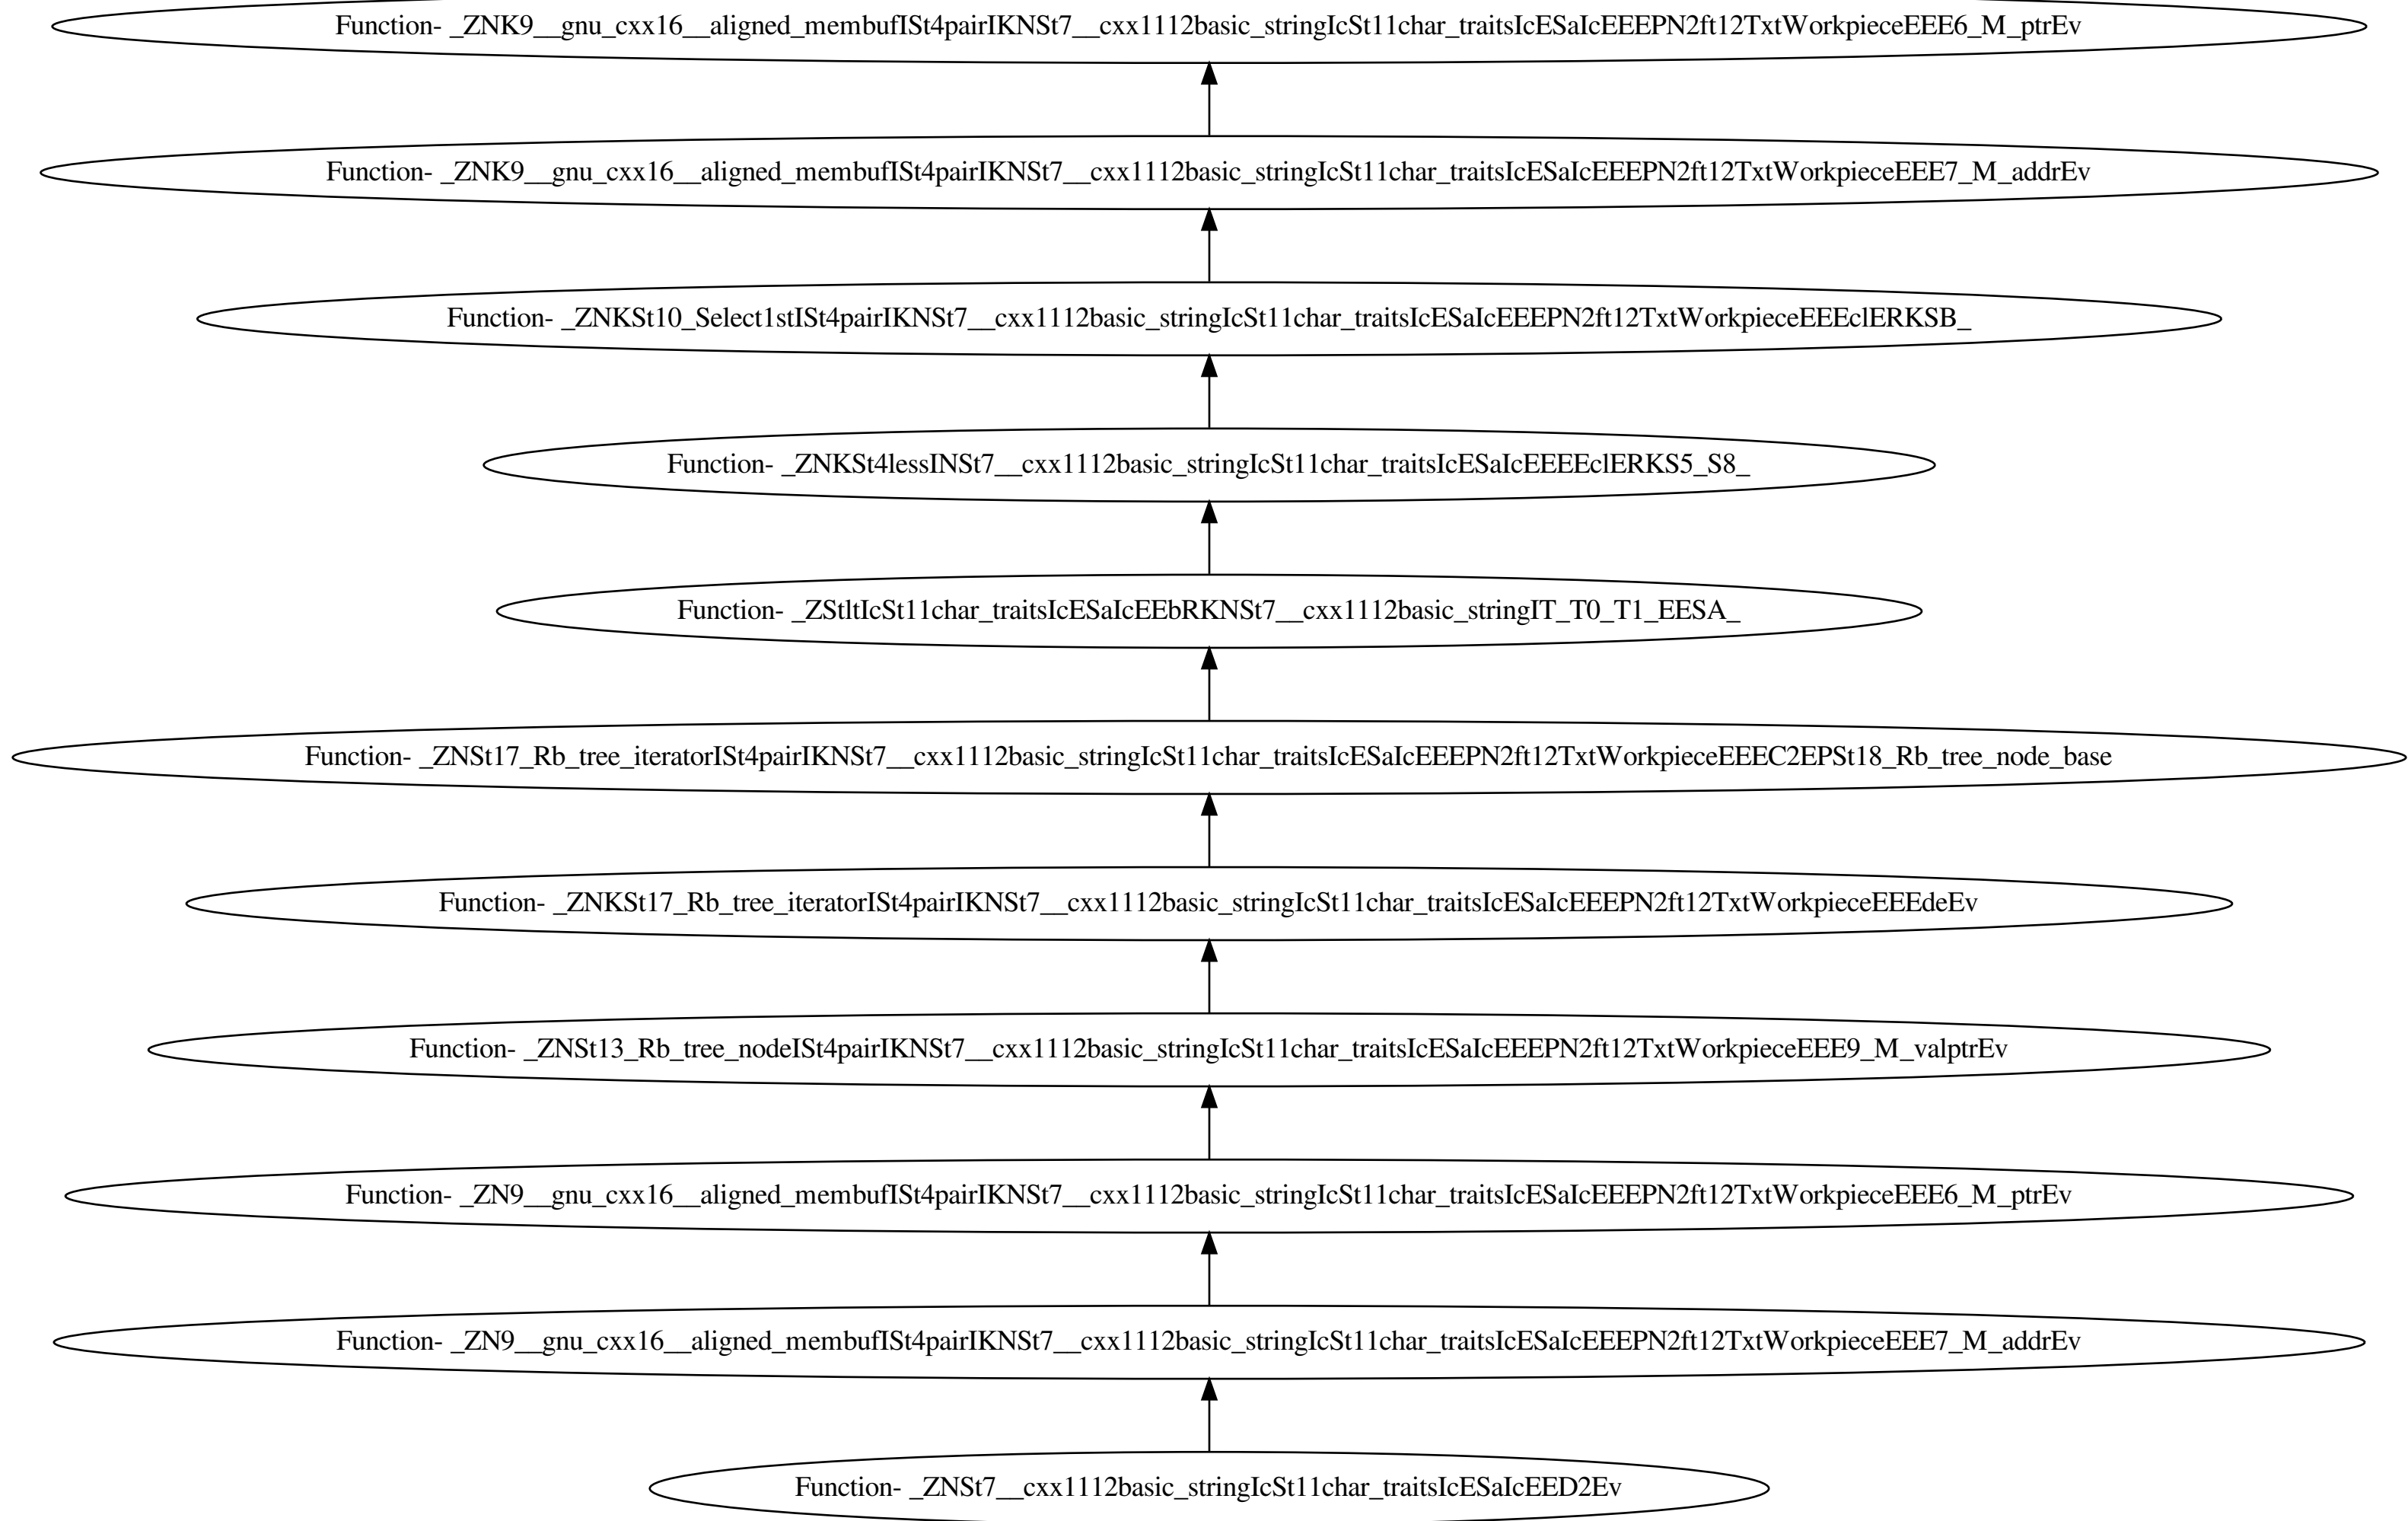 Function- _ZNK9__gnu_cxx16__aligned_membufISt4pairIKNSt7__cxx1112basic_stringIcSt11char_traitsIcESaIcEEEPN2ft12TxtWorkpieceEEE6_M_ptrEv
Function- _ZNK9__gnu_cxx16__aligned_membufISt4pairIKNSt7__cxx1112basic_stringIcSt11char_traitsIcESaIcEEEPN2ft12TxtWorkpieceEEE7_M_addrEv
Function- _ZNKSt10_Select1stISt4pairIKNSt7__cxx1112basic_stringIcSt11char_traitsIcESaIcEEEPN2ft12TxtWorkpieceEEEclERKSB_
Function- _ZNKSt4lessINSt7__cxx1112basic_stringIcSt11char_traitsIcESaIcEEEEclERKS5_S8_
Function- _ZStltIcSt11char_traitsIcESaIcEEbRKNSt7__cxx1112basic_stringIT_T0_T1_EESA_
Function- _ZNSt17_Rb_tree_iteratorISt4pairIKNSt7__cxx1112basic_stringIcSt11char_traitsIcESaIcEEEPN2ft12TxtWorkpieceEEEC2EPSt18_Rb_tree_node_base
Function- _ZNKSt17_Rb_tree_iteratorISt4pairIKNSt7__cxx1112basic_stringIcSt11char_traitsIcESaIcEEEPN2ft12TxtWorkpieceEEEdeEv
Function- _ZNSt13_Rb_tree_nodeISt4pairIKNSt7__cxx1112basic_stringIcSt11char_traitsIcESaIcEEEPN2ft12TxtWorkpieceEEE9_M_valptrEv
Function- _ZN9__gnu_cxx16__aligned_membufISt4pairIKNSt7__cxx1112basic_stringIcSt11char_traitsIcESaIcEEEPN2ft12TxtWorkpieceEEE6_M_ptrEv
Function- _ZN9__gnu_cxx16__aligned_membufISt4pairIKNSt7__cxx1112basic_stringIcSt11char_traitsIcESaIcEEEPN2ft12TxtWorkpieceEEE7_M_addrEv
Function- _ZNSt7__cxx1112basic_stringIcSt11char_traitsIcESaIcEED2Ev